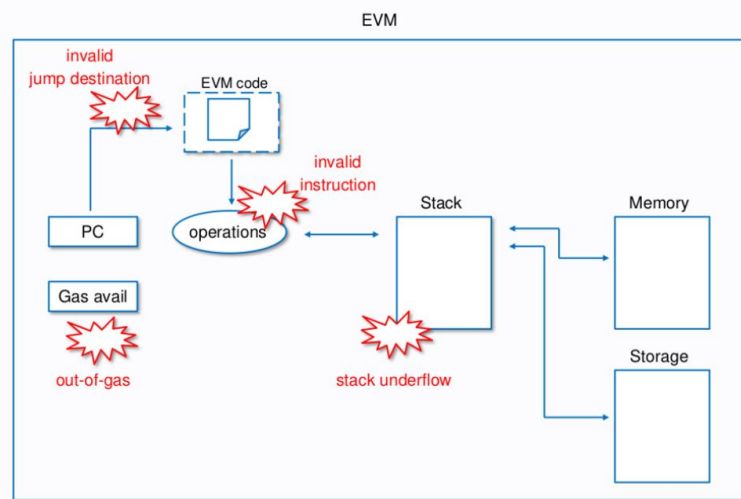 EVM
invalid
jump destination
EVM code
invalid
instruction
PC
operations
Stack
Memory
Gas avail
out-of-gas
stack underflow
Storage